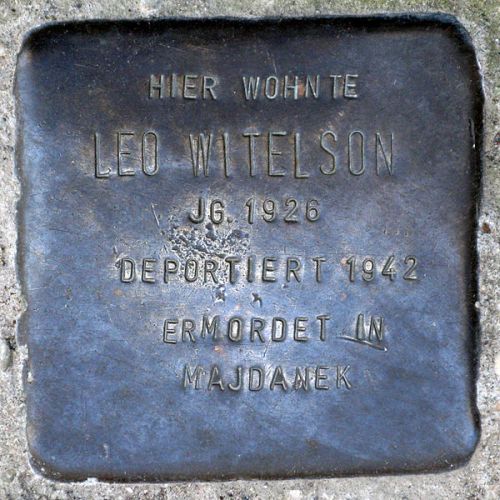 HIER WOHNTE
LEO WITELSON
JG. 1926
DEPORTIERT 1942
ERMORDET IN
MAJDANEK